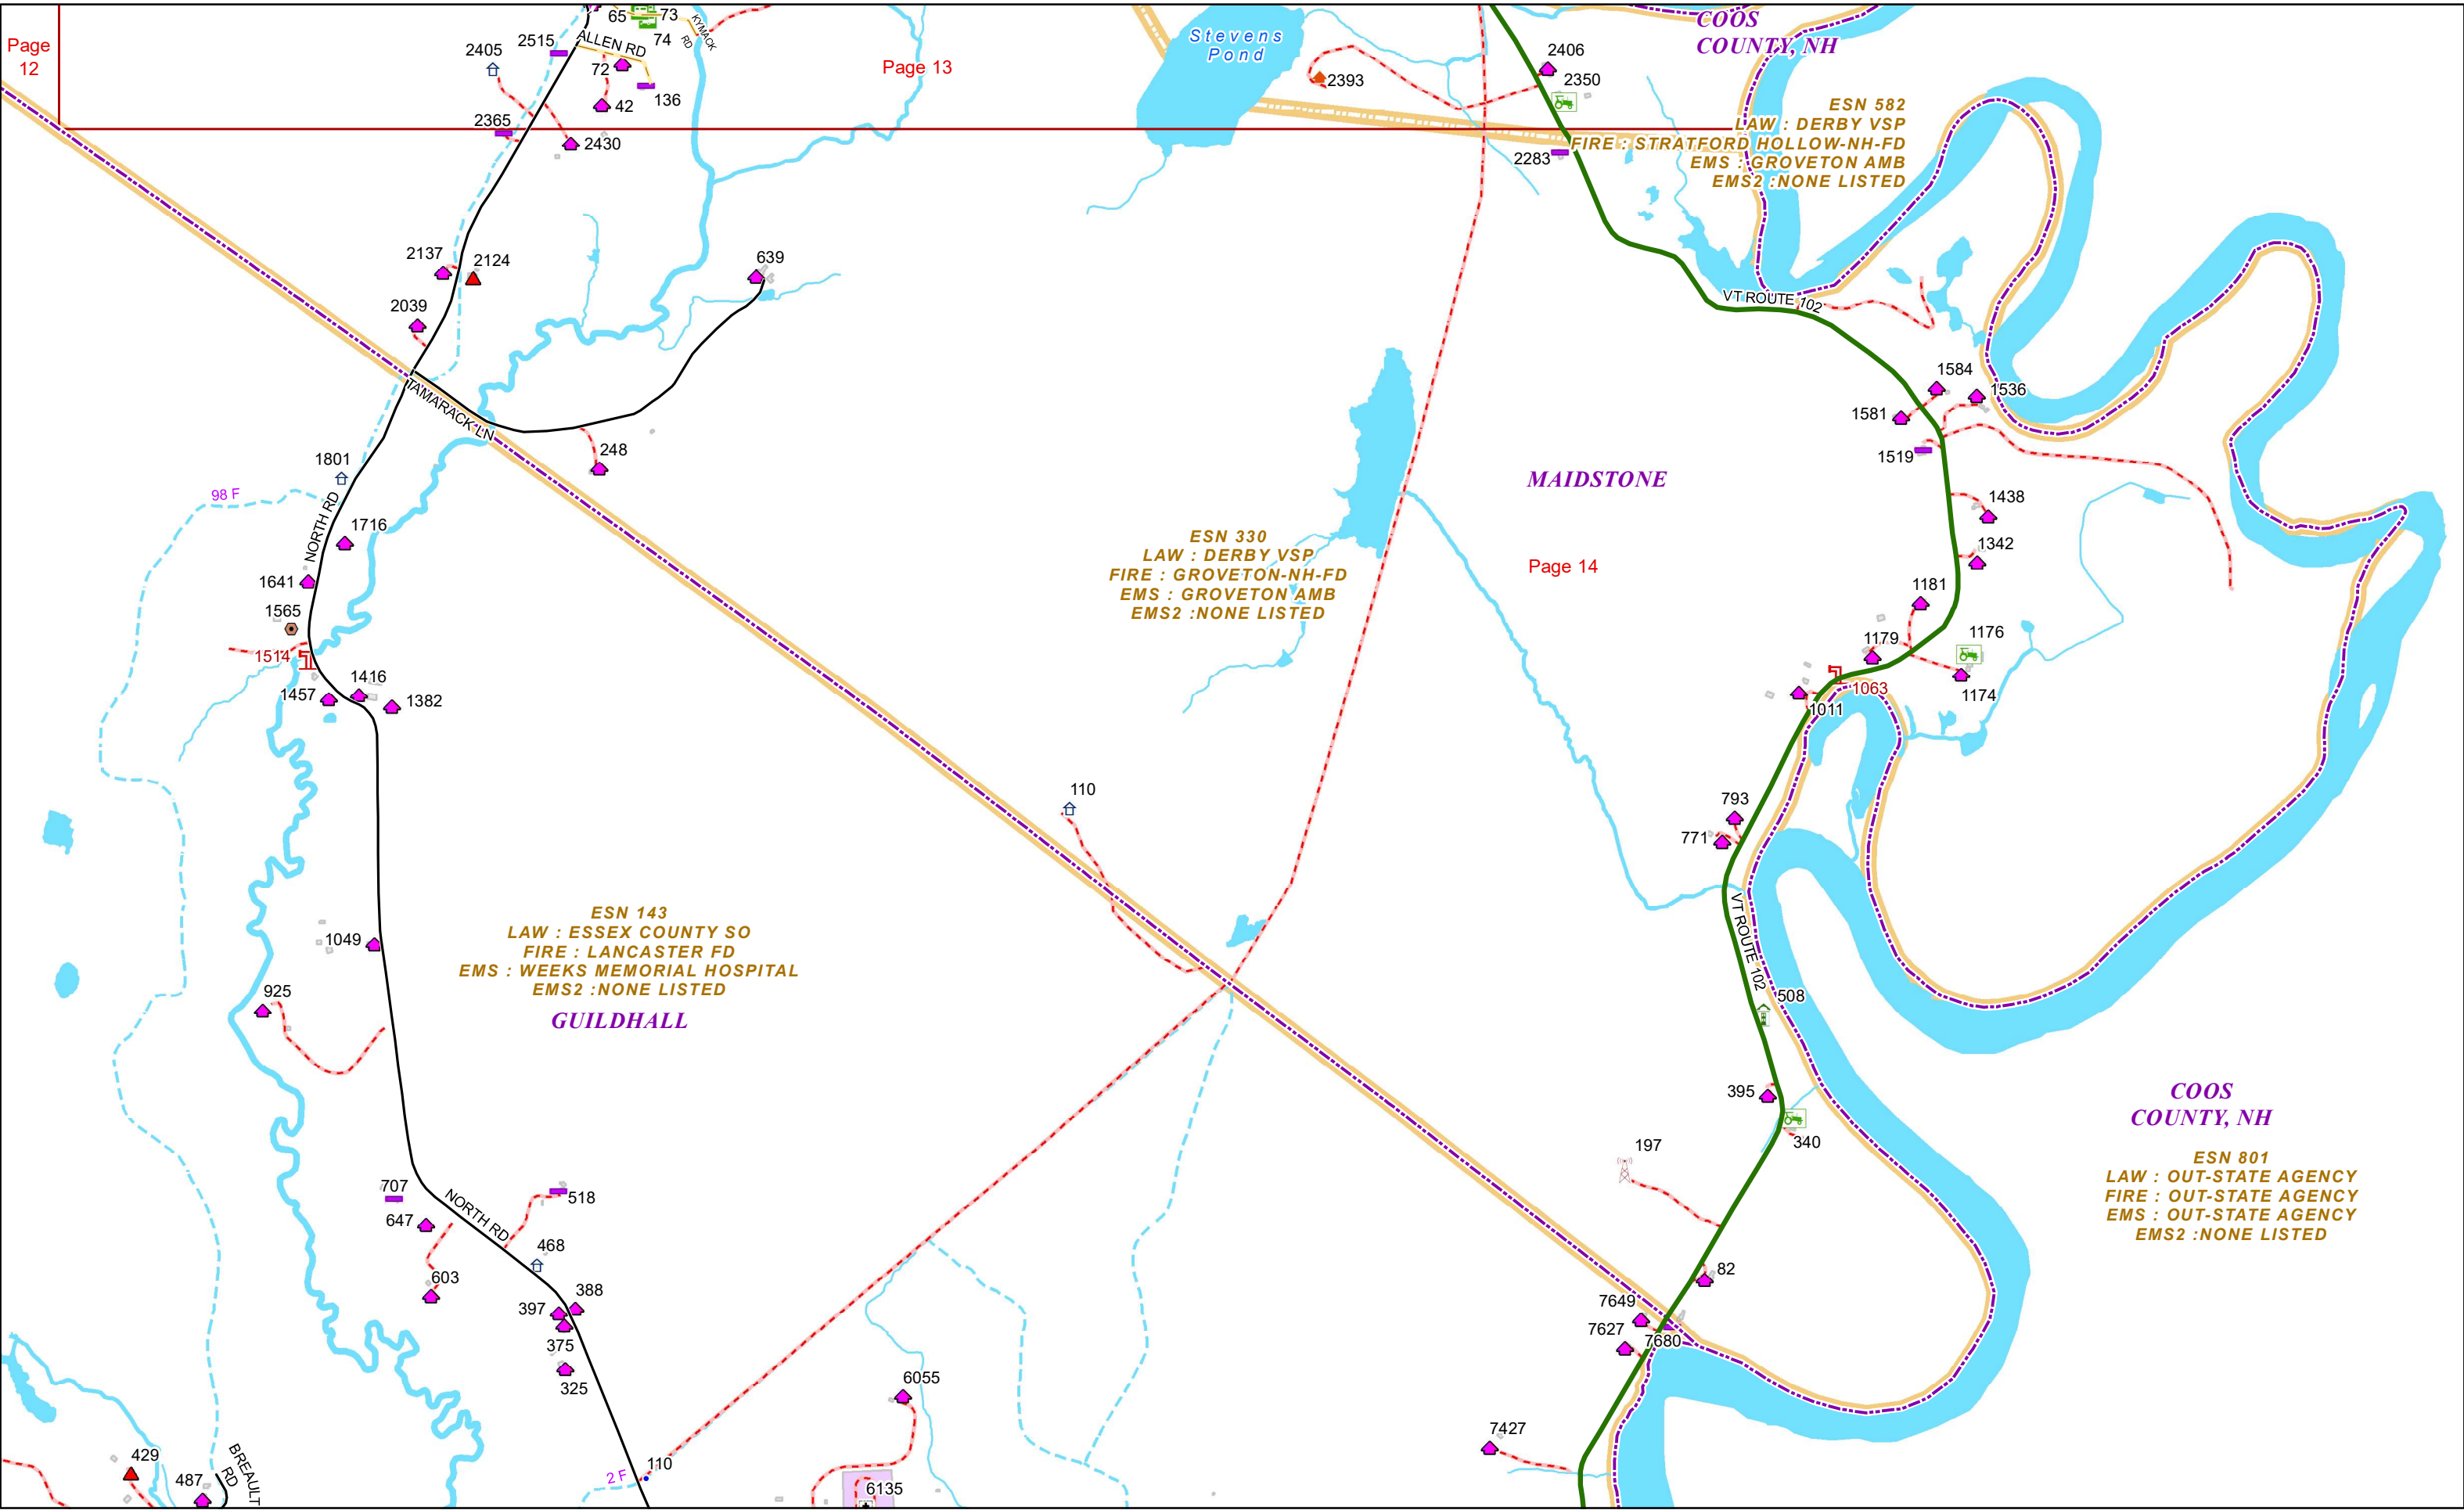 Page
12
65
73
74
KYMACK
RD
ALLEN RD
2515
2405
72
136
42
2365
2430
Page 13
Stevens
Pond
2393
2406
2350
COOS
COUNTY, NH
2283
ESN 582
LAW : DERBY VSP
FIRE : STRATFORD HOLLOW-NH-FD
EMS : GROVETON AMB
EMS2 :NONE LISTED
2137
2124
639
2039
VT ROUTE 102
TAMARACK LN
248
1584
1536
1581
1519
1801
98 F
NORTH RD
1716
1641
1565
1514
1457
1416
1382
MAIDSTONE
ESN 330
LAW : DERBY VSP
FIRE : GROVETON-NH-FD
EMS : GROVETON AMB
EMS2 :NONE LISTED
Page 14
1438
1342
1181
1179
1176
1174
1063
1011
110
793
771
VT ROUTE 102
1049
925
ESN 143
LAW : ESSEX COUNTY SO
FIRE : LANCASTER FD
EMS : WEEKS MEMORIAL HOSPITAL
EMS2 :NONE LISTED
GUILDHALL
508
395
340
197
COOS
COUNTY, NH
ESN 801
LAW : OUT-STATE AGENCY
FIRE : OUT-STATE AGENCY
EMS : OUT-STATE AGENCY
EMS2 :NONE LISTED
707
647
NORTH RD
518
468
603
388
397
375
325
82
7649
7627
7680
6055
7427
429
487
BREAULT
RD
2 F
110
6135